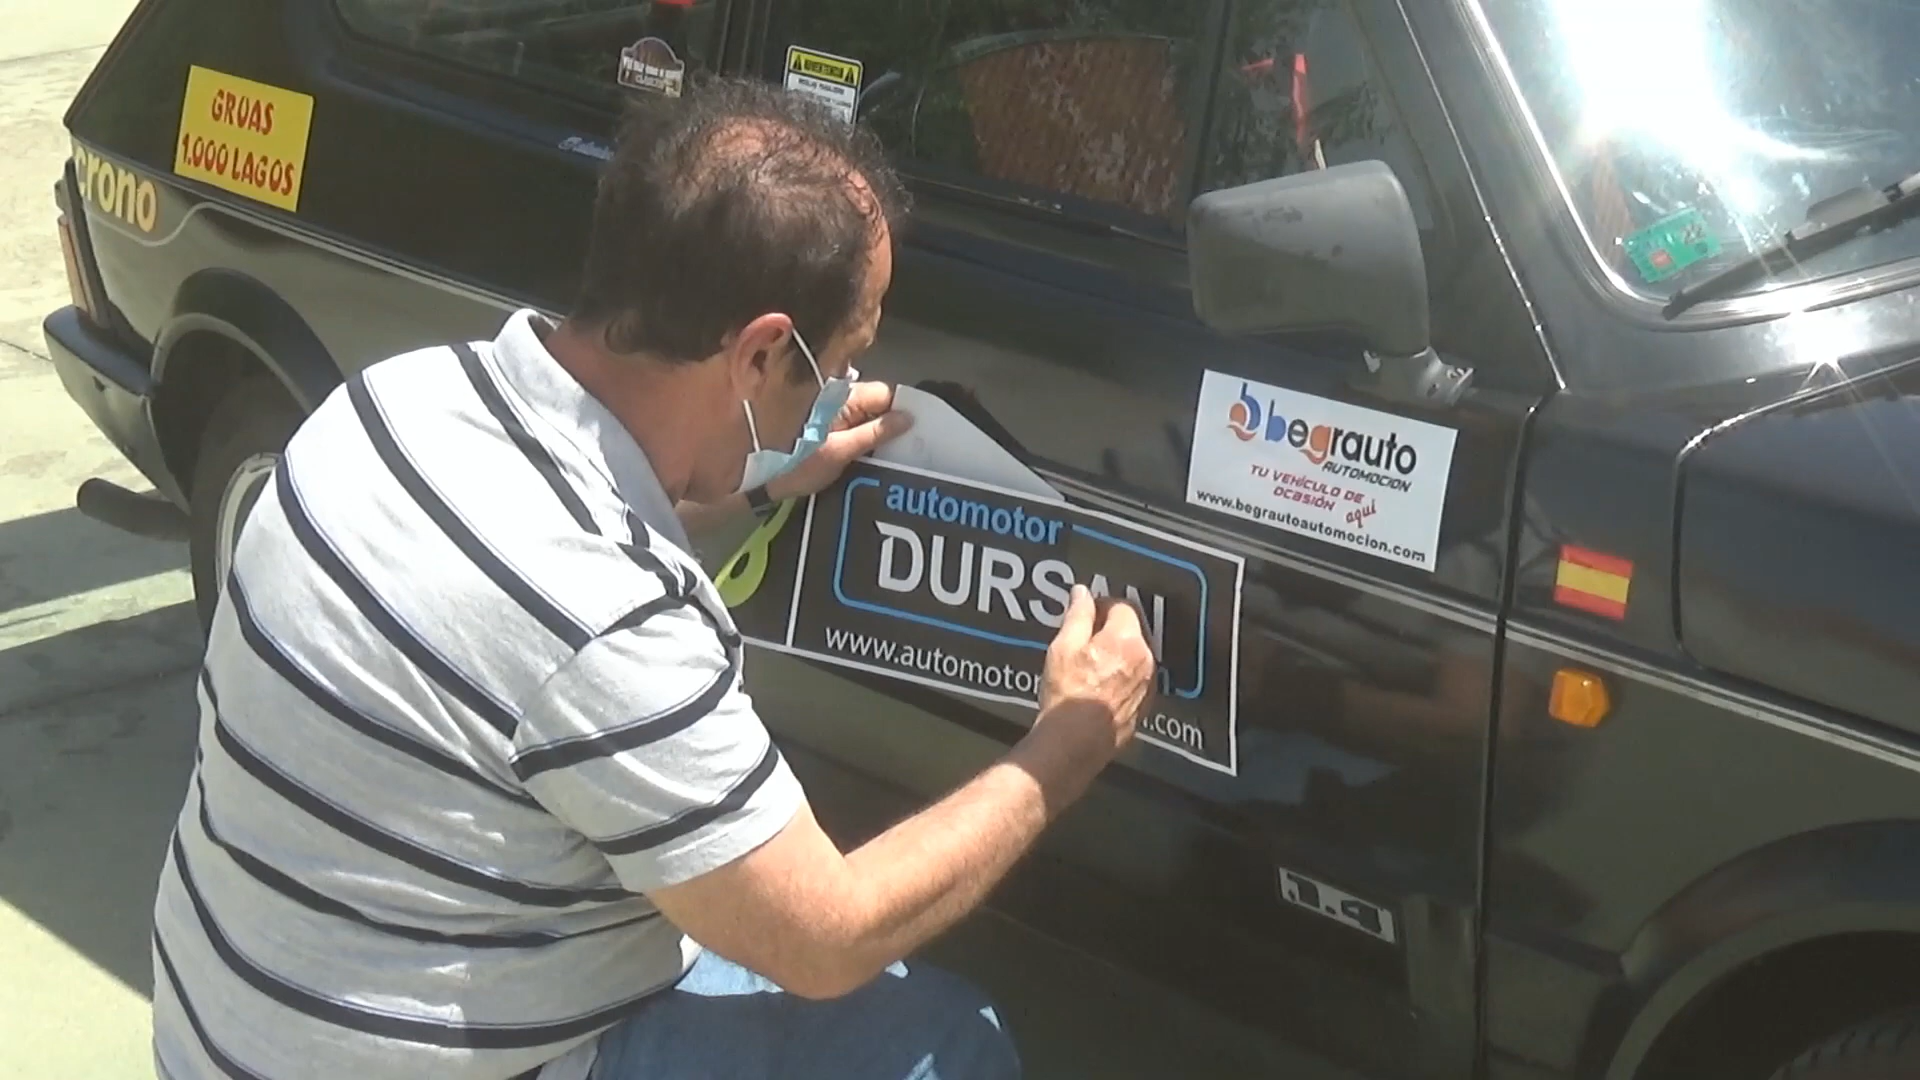 GRUAS
1.000 LAGOS
crono
ADVERTENCIA
automotor
DURSAN
www.automotor
n.com
begrauto
AUTOMOCION
TU VEHÍCULO DE
OCASIÓN aquí
www.begrautoautomocion.com
1.4